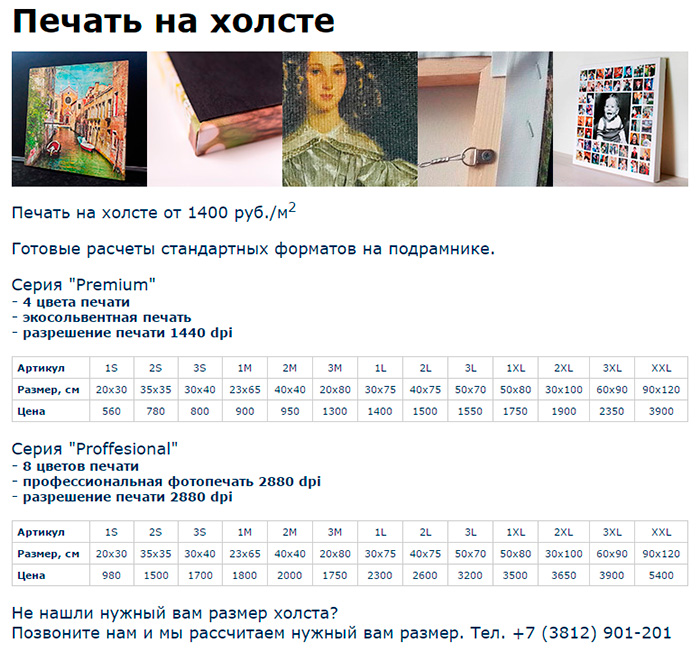 Печать на холсте
Печать на холсте от 1400 руб./м²
Готовые расчеты стандартных форматов на подрамнике.
Серия "Premium"
- 4 цвета печати
- экосольвентная печать
- разрешение печати 1440 dpi
Артикул 1S 2S 3S 1M 2M 3M 1L 2L 3L 1XL 2XL 3XL XXL
Размер, см 20x30 35x35 30x40 23x65 40x40 20x80 30x75 40x75 50x70 50x80 30x100 60x90 90x120
Цена 560 780 800 900 950 1300 1400 1500 1550 1750 1900 2350 3900
Серия "Proffesional"
- 8 цветов печати
- профессиональная фотопечать 2880 dpi
- разрешение печати 2880 dpi
Артикул 1S 2S 3S 1M 2M 3M 1L 2L 3L 1XL 2XL 3XL XXL
Размер, см 20x30 35x35 30x40 23x65 40x40 20x80 30x75 40x75 50x70 50x80 30x100 60x90 90x120
Цена 980 1500 1700 1800 2000 1750 2300 2600 3200 3500 3650 3900 5400
Не нашли нужный вам размер холста?
Позвоните нам и мы рассчитаем нужный вам размер. Тел. +7 (3812) 901-201